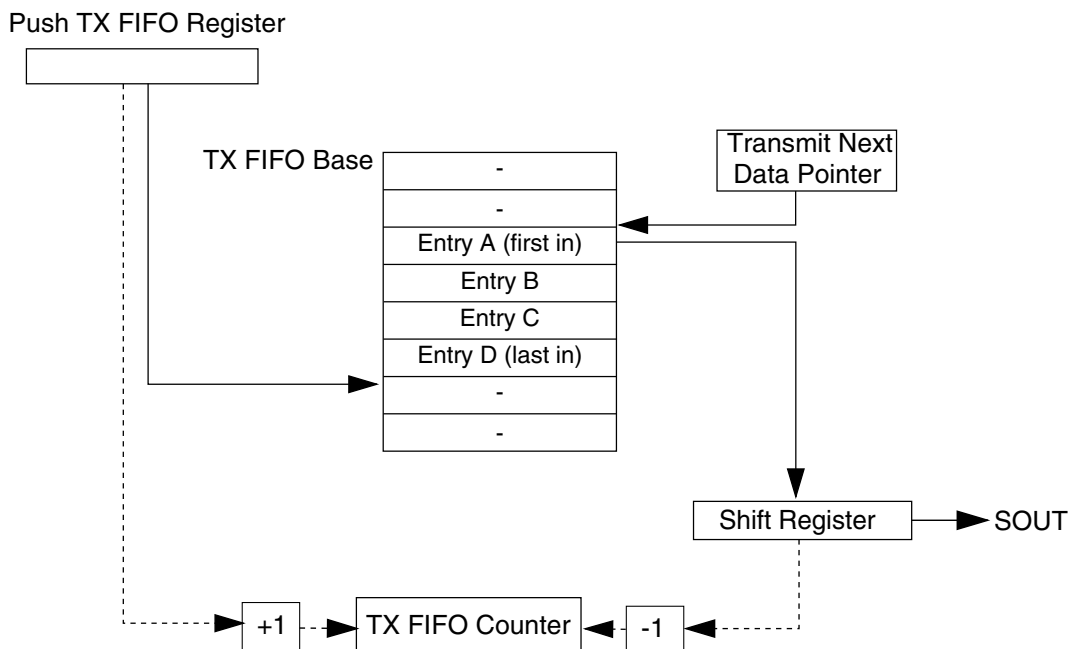 Push TX FIFO Register
TX FIFO Base
-
-
Entry A (first in)
Entry B
Entry C
Entry D (last in)
-
-
Transmit Next
Data Pointer
Shift Register
SOUT
+1
TX FIFO Counter
-1